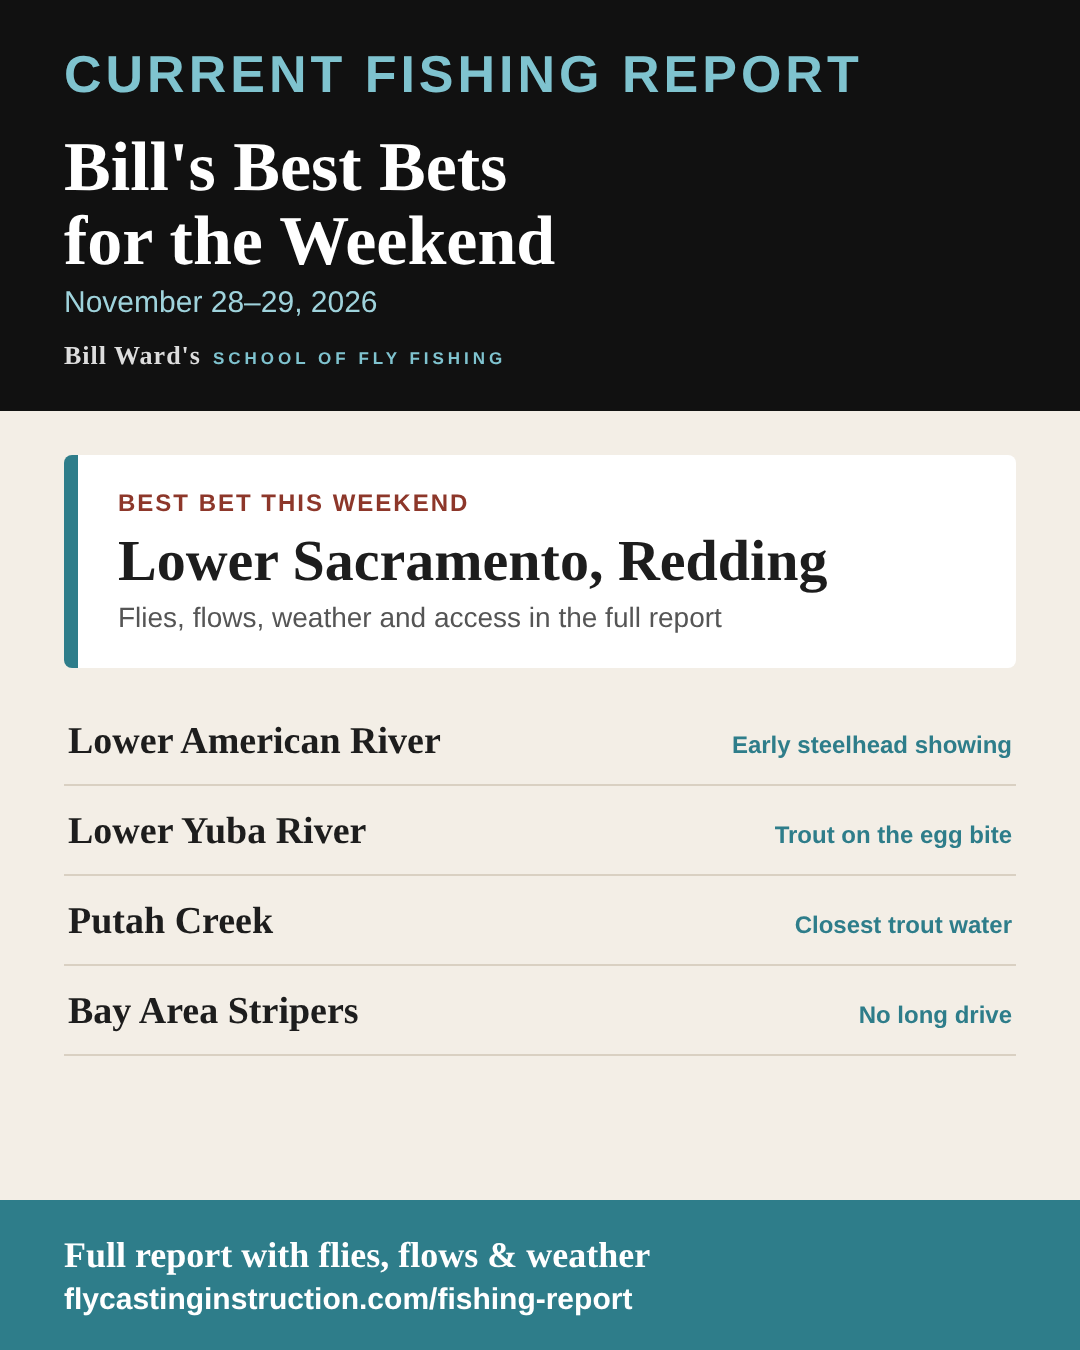 CURRENT FISHING REPORT
Bill's Best Bets
for the Weekend
November 28–29, 2026
Bill Ward's SCHOOL OF FLY FISHING
BEST BET THIS WEEKEND
Lower Sacramento, Redding
Flies, flows, weather and access in the full report
Lower American River Early steelhead showing
Lower Yuba River Trout on the egg bite
Putah Creek Closest trout water
Bay Area Stripers No long drive
Full report with flies, flows & weather
flycastinginstruction.com/fishing-report